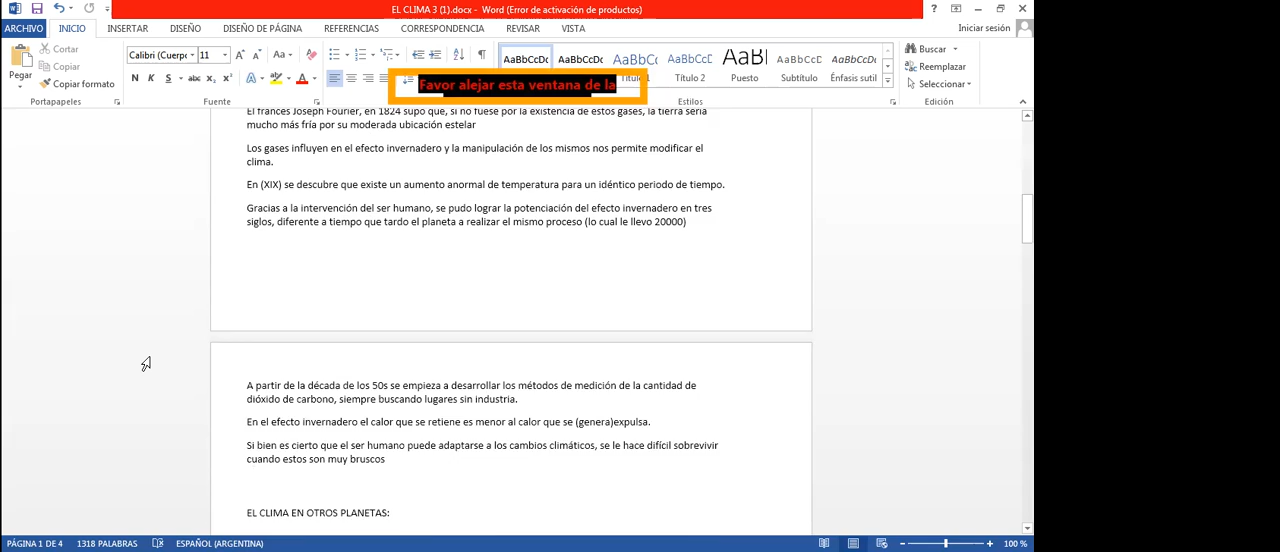 EL CLIMA 3 (1).docx - Word (Error de activación de productos)
ARCHIVO INICIO INSERTAR DISEÑO DISEÑO DE PÁGINA REFERENCIAS CORRESPONDENCIA REVISAR VISTA Iniciar sesión
Pegar
Cortar
Copiar
Copiar formato
Portapapeles
Calibri (Cuerpo 11
N K S abc x₂ x²
Fuente
Favor alejar esta ventana de la
AaBbCcDc AaBbCcDc AaBbCc AaBbCcD AaBI AaBbCcD AaBbCcDc
Título 2 Puesto Subtítulo Énfasis sutil
Estilos
Buscar
Reemplazar
Seleccionar
Edición
El francés Joseph Fourier, en 1824 supo que, si no fuese por la existencia de estos gases, la tierra sería
mucho más fría por su moderada ubicación estelar
Los gases influyen en el efecto invernadero y la manipulación de los mismos nos permite modificar el
clima.
En (XIX) se descubre que existe un aumento anormal de temperatura para un idéntico periodo de tiempo.
Gracias a la intervención del ser humano, se pudo lograr la potenciación del efecto invernadero en tres
siglos, diferente a tiempo que tardo el planeta a realizar el mismo proceso (lo cual le llevo 20000)
A partir de la década de los 50s se empieza a desarrollar los métodos de medición de la cantidad de
dióxido de carbono, siempre buscando lugares sin industria.
En el efecto invernadero el calor que se retiene es menor al calor que se (genera)expulsa.
Si bien es cierto que el ser humano puede adaptarse a los cambios climáticos, se le hace difícil sobrevivir
cuando estos son muy bruscos
EL CLIMA EN OTROS PLANETAS:
PÁGINA 1 DE 4 1318 PALABRAS ESPAÑOL (ARGENTINA) 100 %